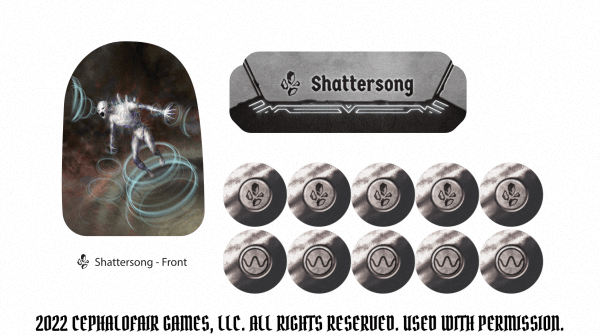 Shattersong
Shattersong - Front
2022 CEPHALOFAIR GAMES, LLC. ALL RIGHTS RESERVED. USED WITH PERMISSION.